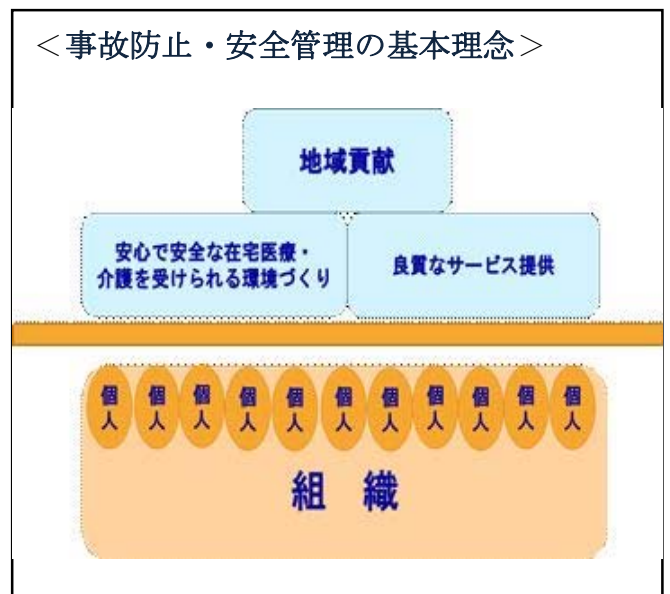 ＜事故防止・安全管理の基本理念＞
地域貢献
安心で安全な在宅医療・
介護を受けられる環境づくり
良質なサービス提供
個人
個人
個人
個人
個人
個人
個人
個人
個人
個人
個人
組 織